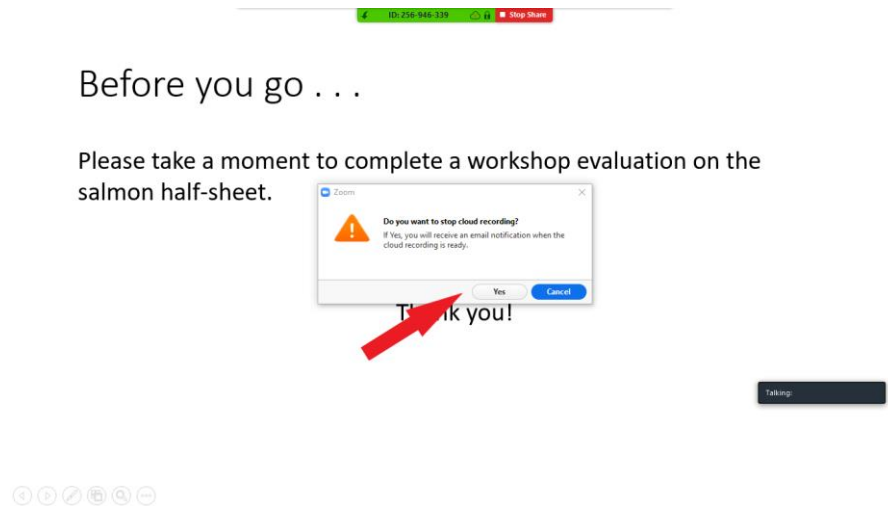 ID: 256-946-339 Stop Share
Before you go . . .
Please take a moment to complete a workshop evaluation on the
salmon half-sheet.
Zoom
Do you want to stop cloud recording?
If Yes, you will receive an email notification when the
cloud recording is ready.
Yes Cancel
Thank you!
Talking: